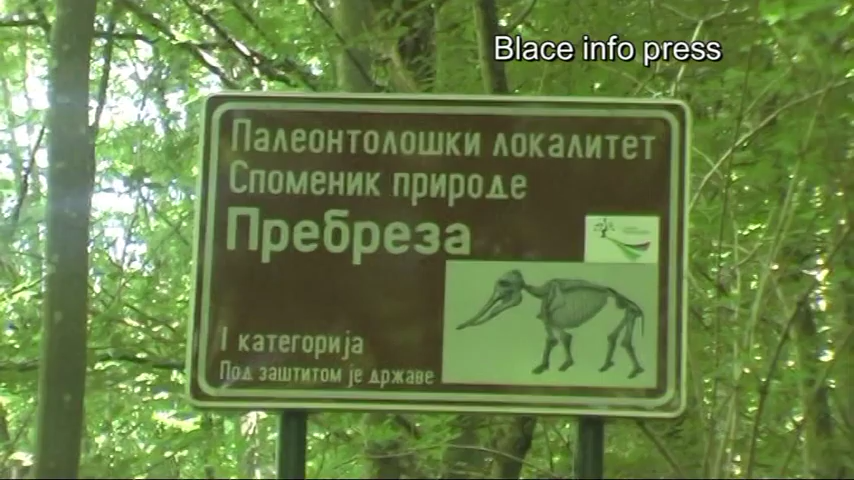 Blace info press
Палеонтолошки локалитет
Споменик природе
Пребреза
I категорија
Под заштитом је државе